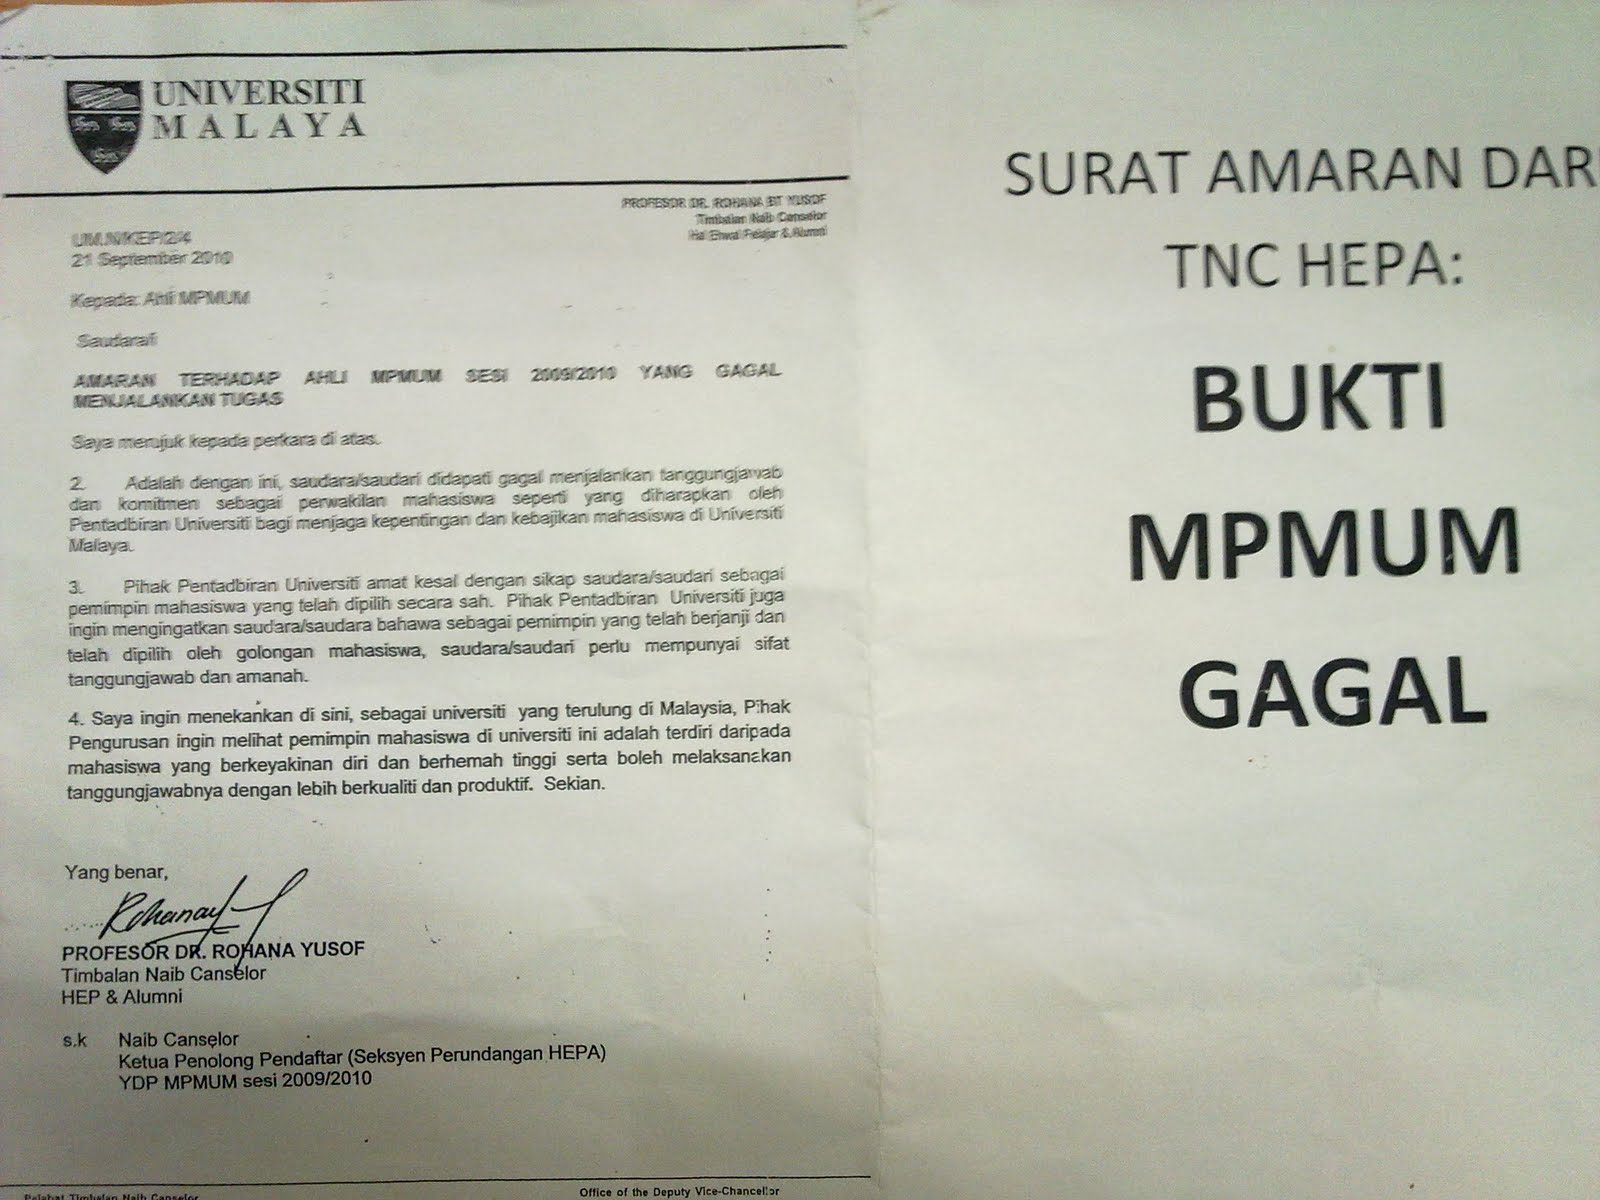 UNIVERSITI
MALAYA
PROFESOR DR. ROHANA BT YUSOF
Timbalan Naib Canselor
Hal Ehwal Pelajar & Alumni
21 September 2010
Kepada: Ahli MPMUM
Saudara/i
AMARAN TERHADAP AHLI MPMUM SESI 2009/2010 YANG GAGAL
MENJALANKAN TUGAS
Saya merujuk kepada perkara di atas.
2. Adalah dengan ini, saudara/saudari didapati gagal menjalankan tanggungjawab
dan komitmen sebagai perwakilan mahasiswa seperti yang diharapkan oleh
Pentadbiran Universiti bagi menjaga kepentingan dan kebajikan mahasiswa di Universiti
Malaya.
3. Pihak Pentadbiran Universiti amat kesal dengan sikap saudara/saudari sebagai
pemimpin mahasiswa yang telah dipilih secara sah. Pihak Pentadbiran Universiti juga
ingin mengingatkan saudara/saudara bahawa sebagai pemimpin yang telah berjanji dan
telah dipilih oleh golongan mahasiswa, saudara/saudari perlu mempunyai sifat
tanggungjawab dan amanah.
4. Saya ingin menekankan di sini, sebagai universiti yang terulung di Malaysia, Pihak
Pengurusan ingin melihat pemimpin mahasiswa di universiti ini adalah terdiri daripada
mahasiswa yang berkeyakinan diri dan berhemah tinggi serta boleh melaksanakan
tanggungjawabnya dengan lebih berkualiti dan produktif. Sekian.
Yang benar,
PROFESOR DR. ROHANA YUSOF
Timbalan Naib Canselor
HEP & Alumni
s.k Naib Canselor
Ketua Penolong Pendaftar (Seksyen Perundangan HEPA)
YDP MPMUM sesi 2009/2010
Pejabat Timbalan Naib Canselor
Office of the Deputy Vice-Chancellor
SURAT AMARAN DARI
TNC HEPA:
BUKTI
MPMUM
GAGAL